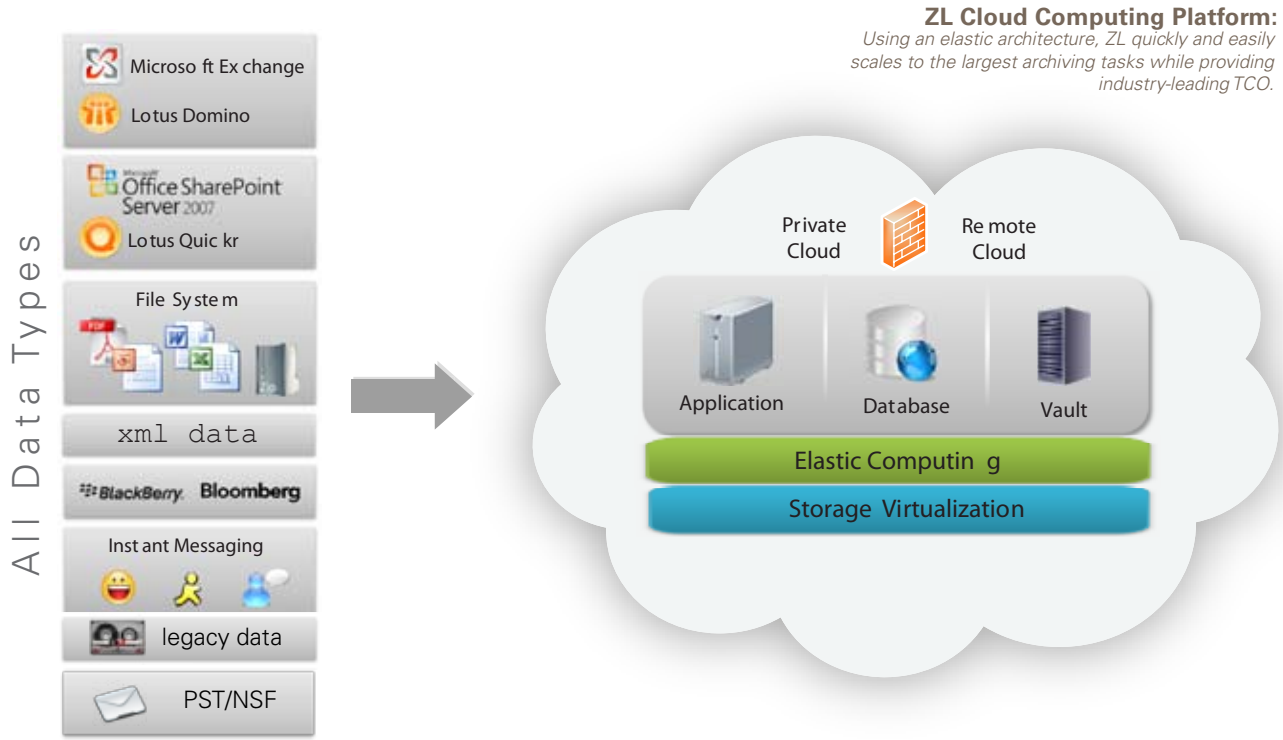 ZL Cloud Computing Platform:
Using an elastic architecture, ZL quickly and easily
scales to the largest archiving tasks while providing
industry-leading TCO.
All Data Types
Microso ft Ex change
Lotus Domino
Microsoft
Office SharePoint
Server 2007
Lotus Quic kr
File Sy ste m
PDF
W
X
Zip
xml data
BlackBerry. Bloomberg
Inst ant Messaging
legacy data
PST/NSF
Private
Cloud
Re mote
Cloud
Application
Database
Vault
Elastic Computin g
Storage Virtualization